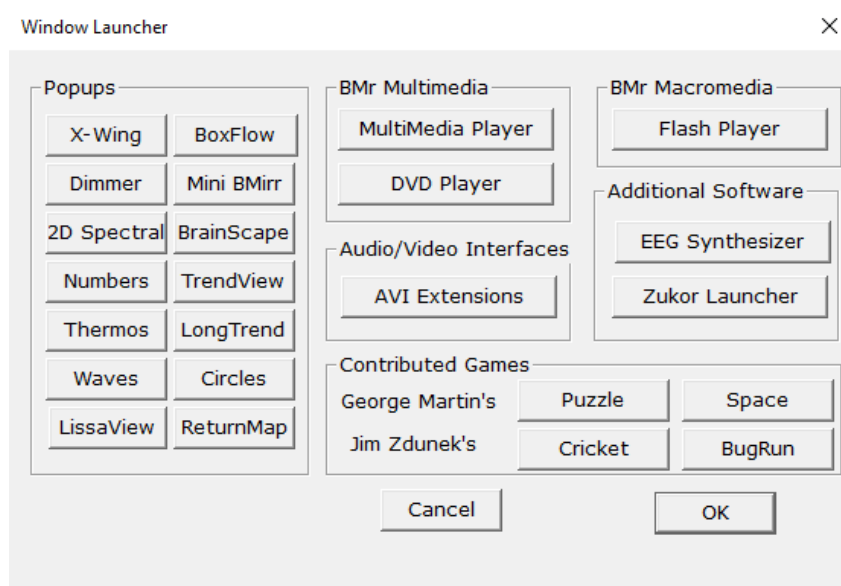 Window Launcher
Popups
X-Wing BoxFlow
Dimmer Mini BMirr
2D Spectral BrainScape
Numbers TrendView
Thermos LongTrend
Waves Circles
LissaView ReturnMap
BMr Multimedia
MultiMedia Player
DVD Player
BMr Macromedia
Flash Player
Audio/Video Interfaces
AVI Extensions
Additional Software
EEG Synthesizer
Zukor Launcher
Contributed Games
George Martin's Puzzle Space
Jim Zdunek's Cricket BugRun
Cancel OK